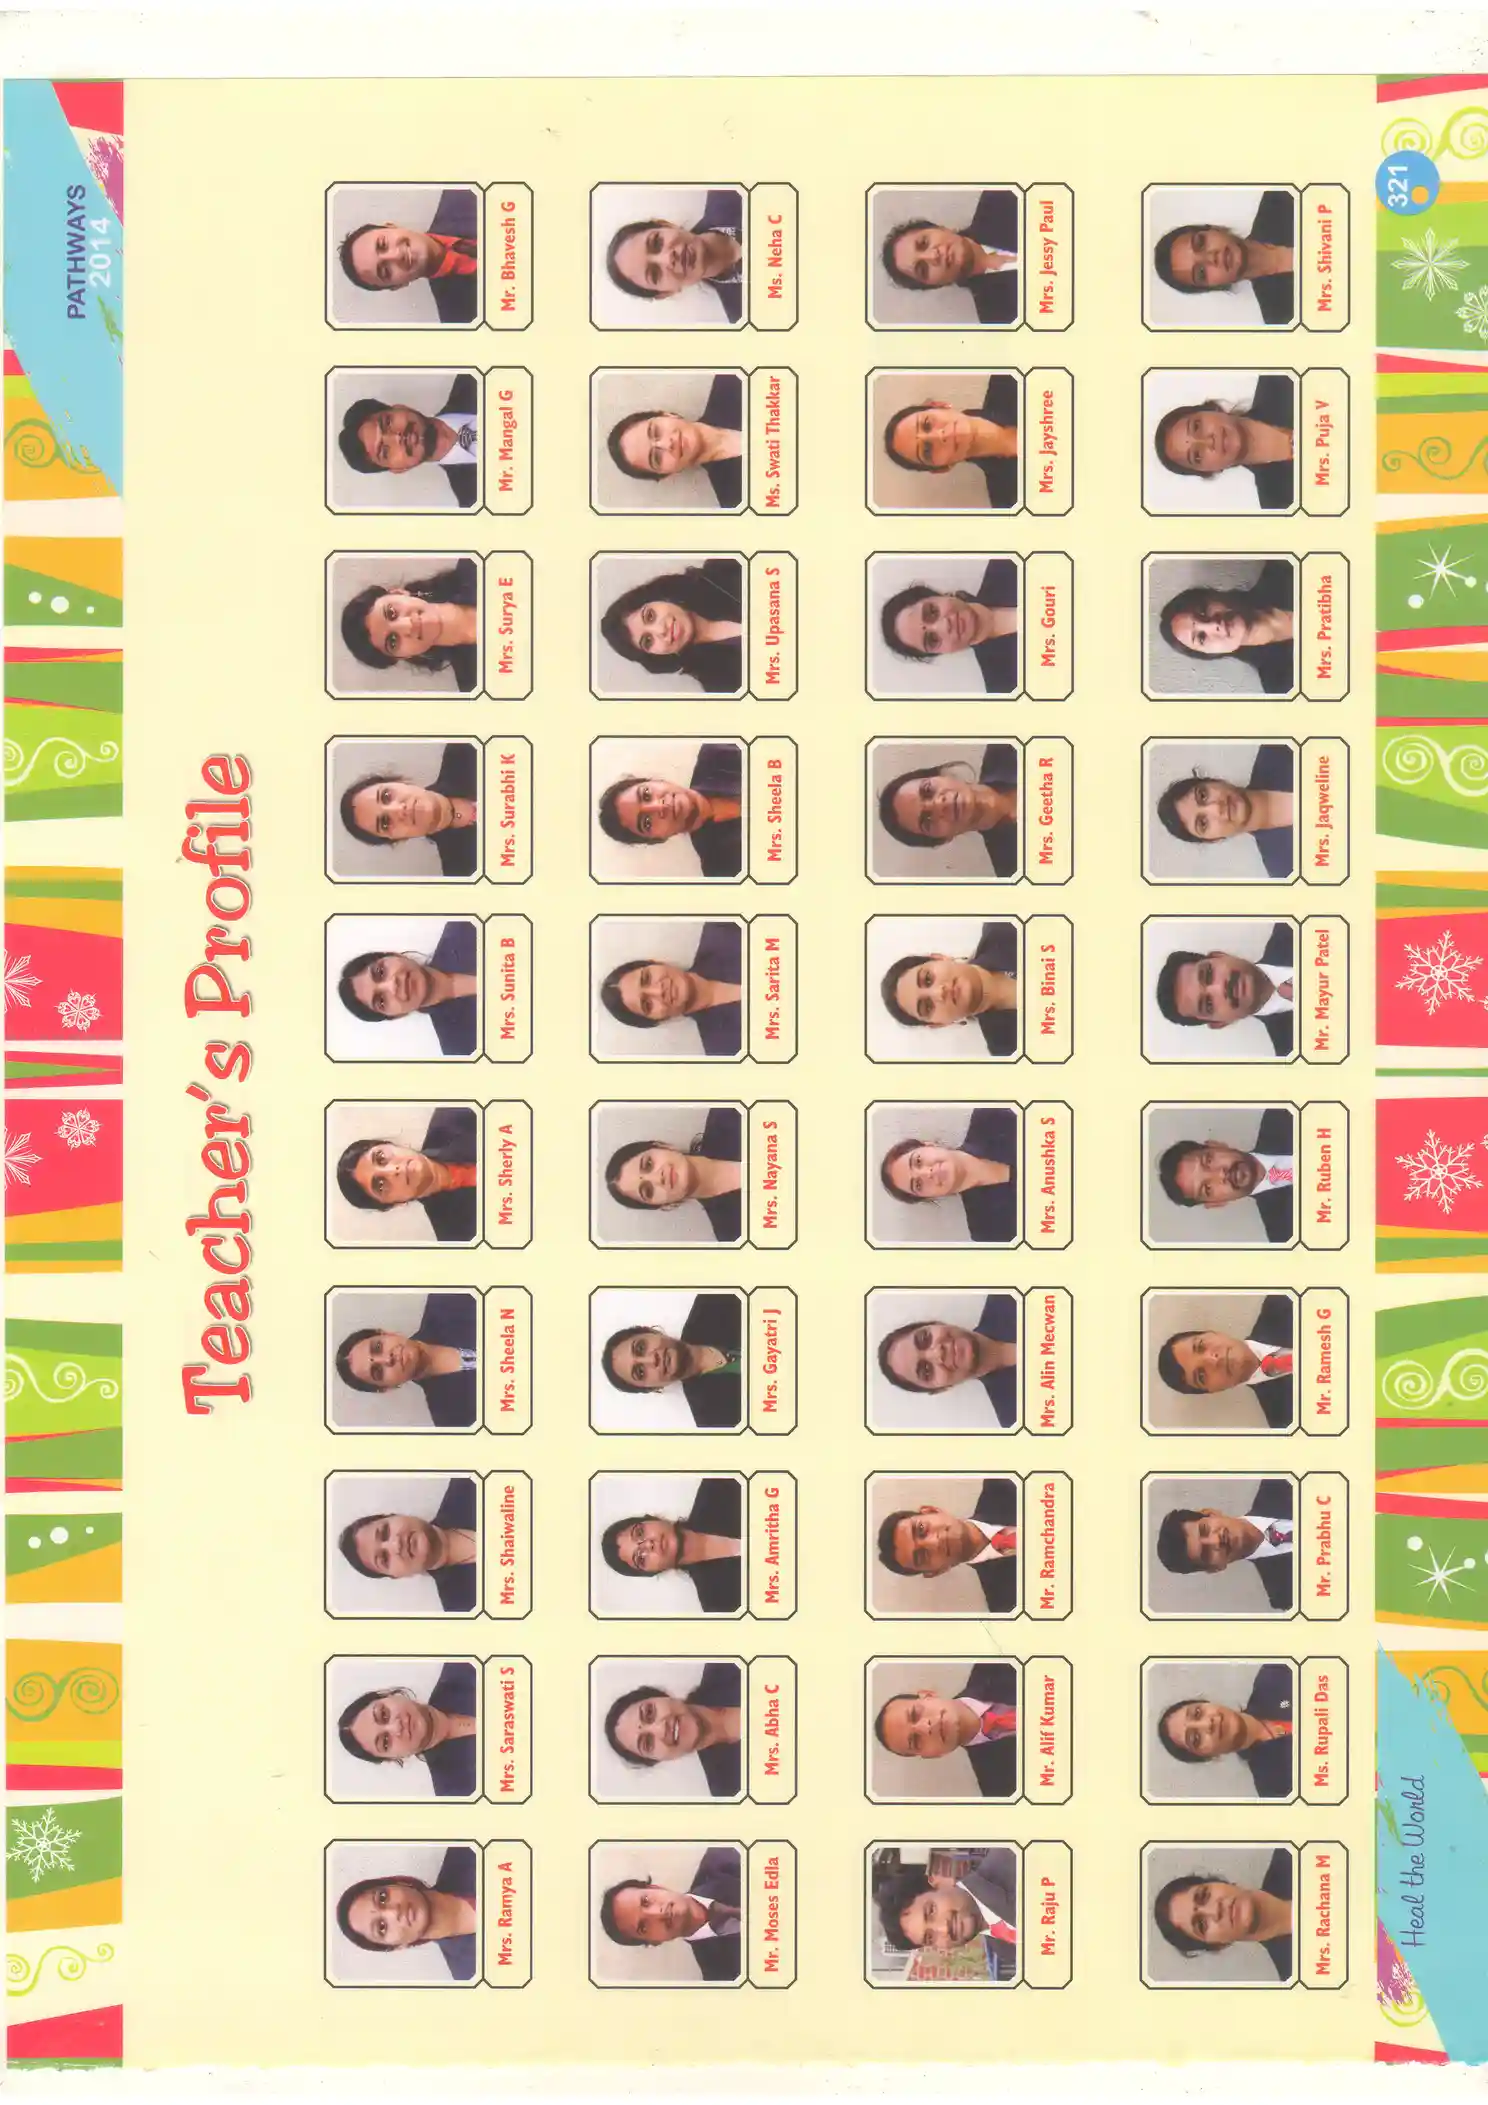 PATHWAYS
2014
Teacher's Profile
Mrs. Ramya A
Mrs. Saraswati S
Mrs. Shaiwaline
Mrs. Sheela N
Mrs. Sherly A
Mrs. Sunita B
Mrs. Surabhi K
Mrs. Surya E
Mr. Mangal G
Mr. Bhavesh G
Mr. Moses Edla
Mrs. Abha C
Mrs. Amritha G
Mrs. Gayatri J
Mrs. Nayana S
Mrs. Sarita M
Mrs. Sheela B
Mrs. Upasana S
Ms. Swati Thakkar
Ms. Neha C
Mr. Raju P
Mr. Alif Kumar
Mr. Ramchandra
Mrs. Alin Mecwan
Mrs. Anushka S
Mrs. Binai S
Mrs. Geetha R
Mrs. Gouri
Mrs. Jayshree
Mrs. Jessy Paul
Mrs. Rachana M
Ms. Rupali Das
Mr. Prabhu C
Mr. Ramesh G
Mr. Ruben H
Mr. Mayur Patel
Mrs. Jaqweline
Mrs. Pratibha
Mrs. Puja V
Mrs. Shivani P
Heal the World
321